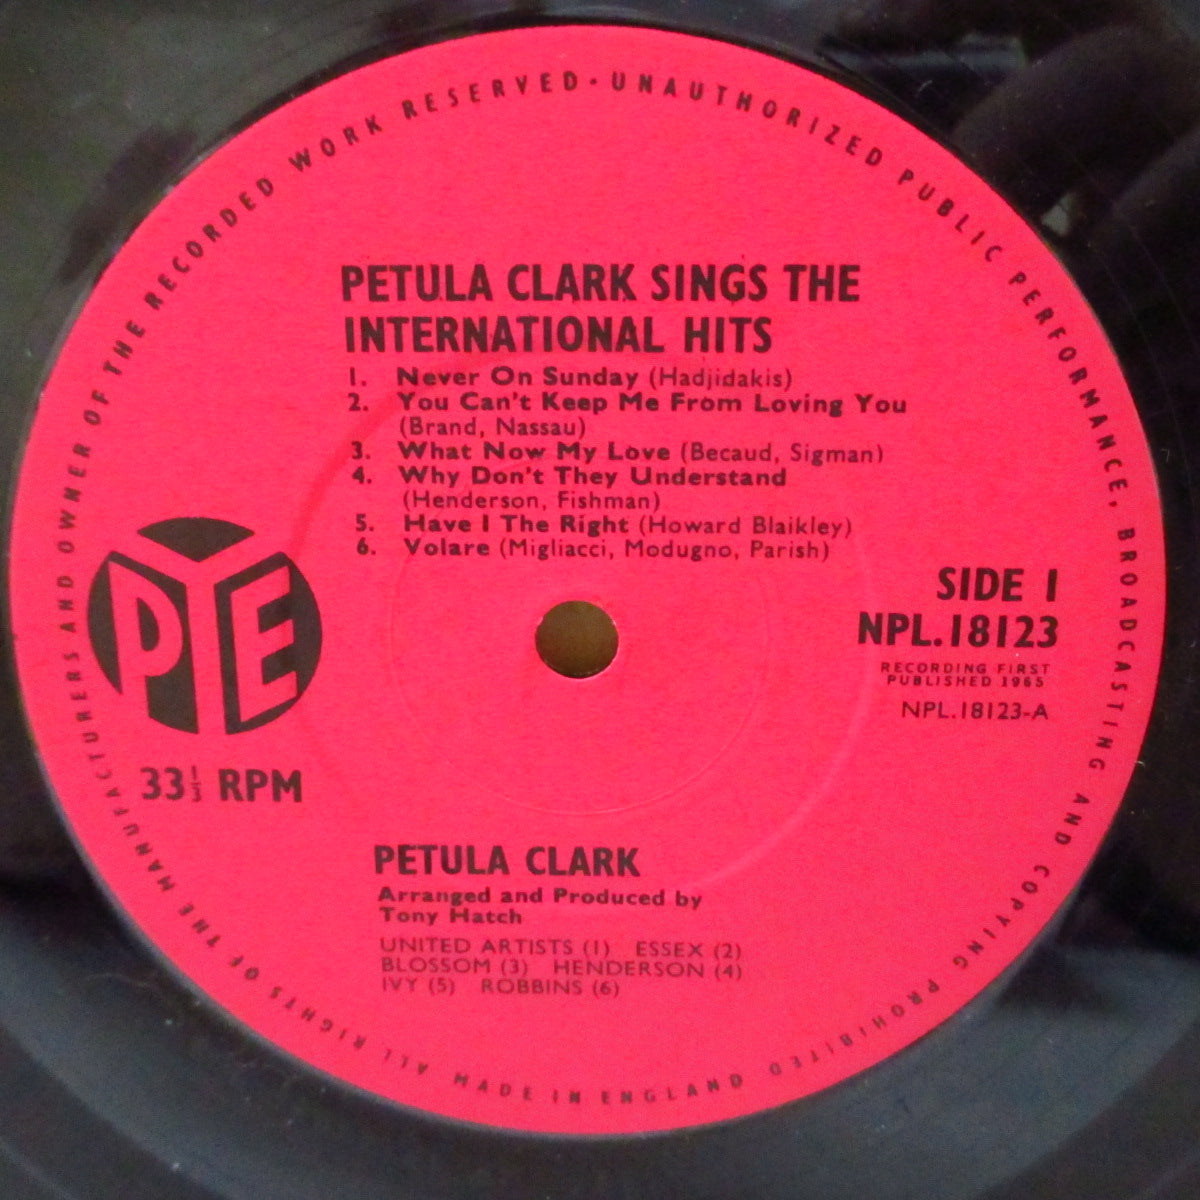 ALL RIGHTS OF THE MANUFACTURERS AND OWNER OF THE RECORDED WORK RESERVED · UNAUTHORIZED PUBLIC PERFORMANCE, BROADCASTING AND COPYING PROHIBITED
PETULA CLARK SINGS THE
INTERNATIONAL HITS
1. Never On Sunday (Hadjidakis)
2. You Can't Keep Me From Loving You
(Brand, Nassau)
3. What Now My Love (Becaud, Sigman)
4. Why Don't They Understand
(Henderson, Fishman)
5. Have I The Right (Howard Blaikley)
6. Volare (Migliacci, Modugno, Parish)
PYE
33⅓ RPM
SIDE 1
NPL.18123
RECORDING FIRST
PUBLISHED 1965
NPL.18123-A
PETULA CLARK
Arranged and Produced by
Tony Hatch
UNITED ARTISTS (1) ESSEX (2)
BLOSSOM (3) HENDERSON (4)
IVY (5) ROBBINS (6)
MADE IN ENGLAND